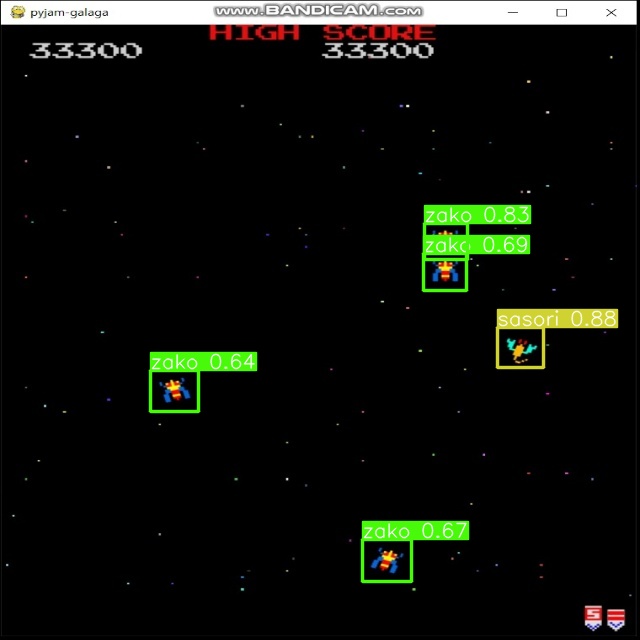 pyjam-galaga
WWW.BANDICAM.COM
HIGH SCORE
33300 33300
zako 0.83
zako 0.69
sasori 0.88
zako 0.64
zako 0.67
5